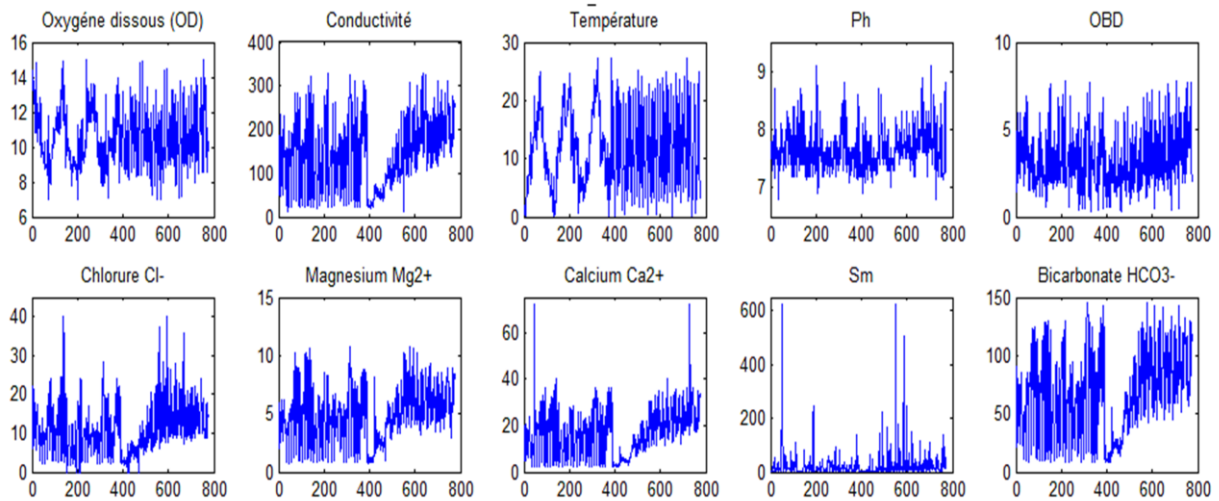 Oxygéne dissous (OD) Conductivité Température Ph OBD
16 400 30 9 8
14 300 20 8 6
12 200 10 7 4
10 100 0 2
8 0 0
6
0 200 400 600 800 0 200 400 600 800 0 200 400 600 800 0 200 400 600 800 0 200 400 600 800
Chlorure Cl- Magnesium Mg2+ Calcium Ca2+ Sm Bicarbonate HCO3-
40 15 60 600 150
30 10 40 400 100
20 5 20 200 50
10 0 0 0 0
0
0 200 400 600 800 0 200 400 600 800 0 200 400 600 800 0 200 400 600 800 0 200 400 600 800